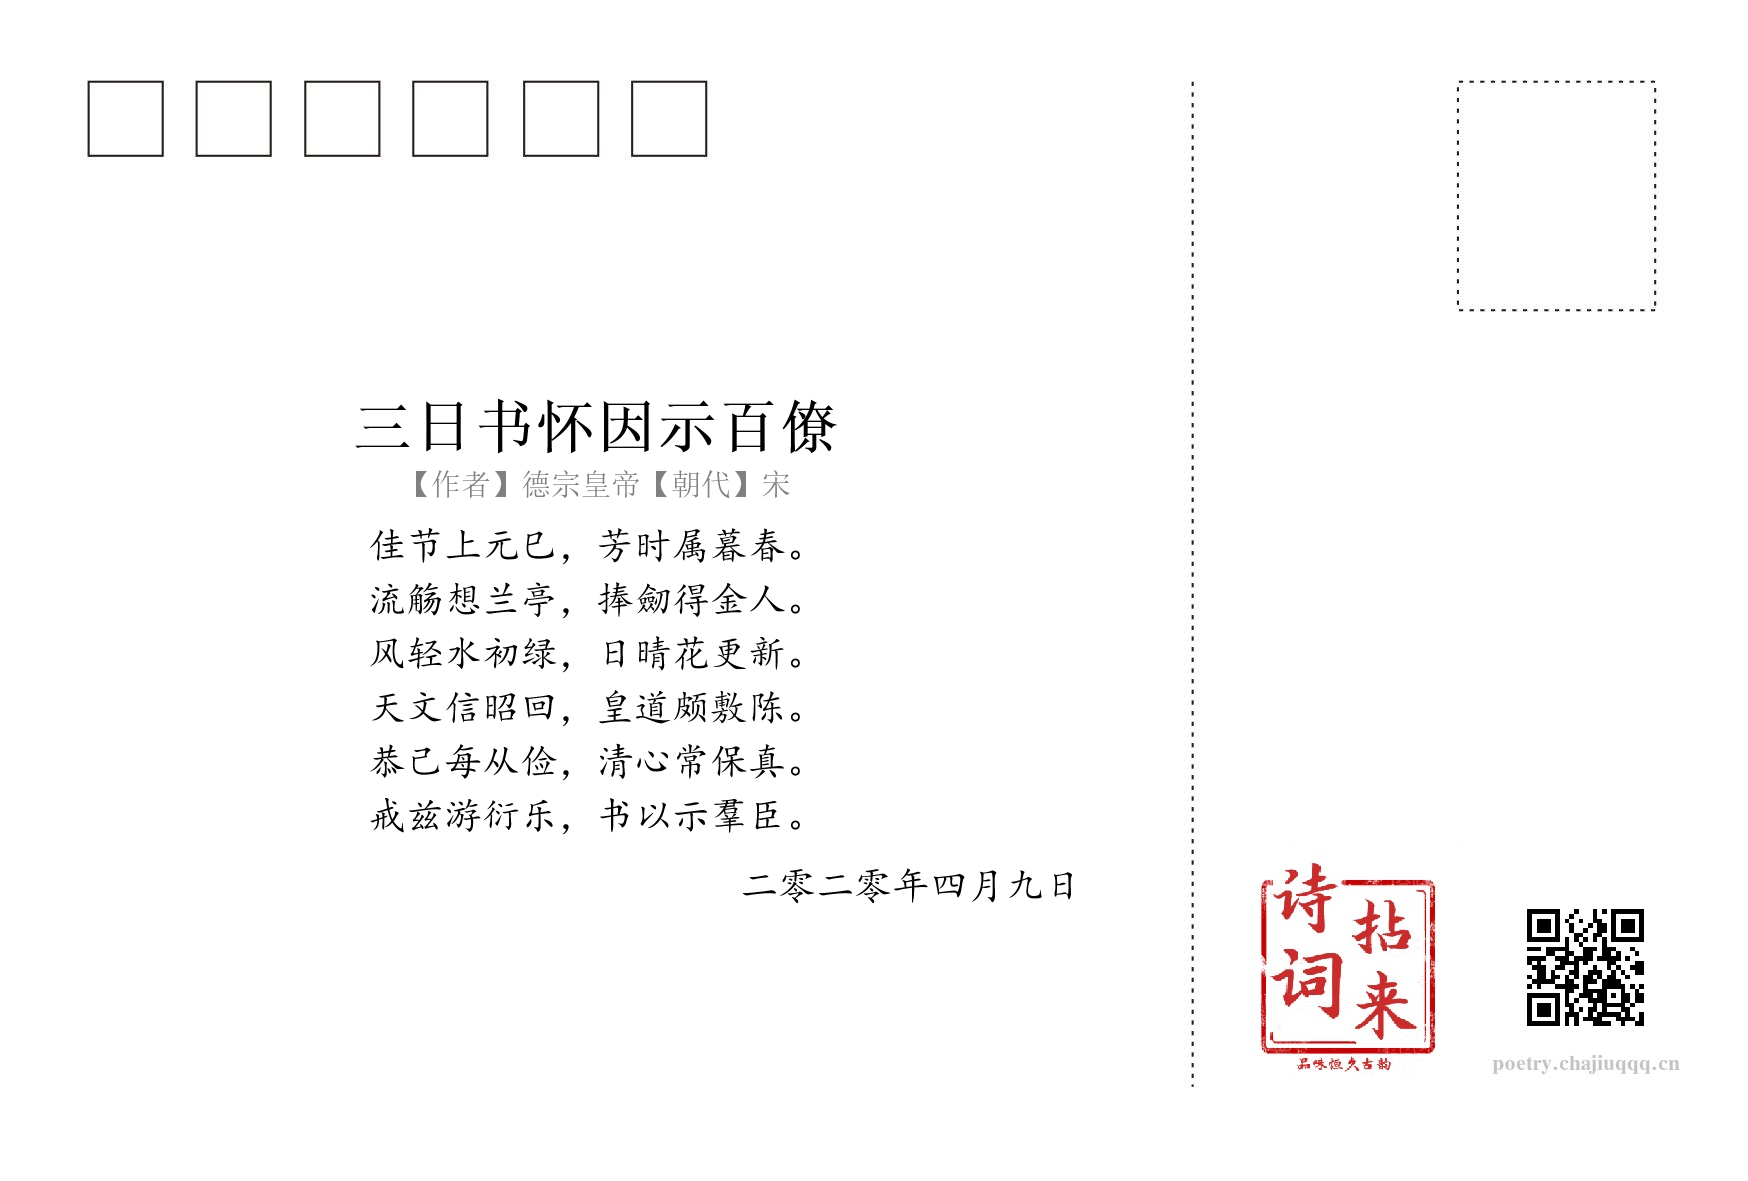 三日书怀因示百僚
【作者】德宗皇帝【朝代】宋
佳节上元巳，芳时属暮春。
流觞想兰亭，捧劒得金人。
风轻水初绿，日晴花更新。
天文信昭回，皇道颇敷陈。
恭己每从俭，清心常保真。
戒兹游衍乐，书以示羣臣。
二零二零年四月九日
拈来
诗词
品味恒久古韵
poetry.chajiuqqq.cn